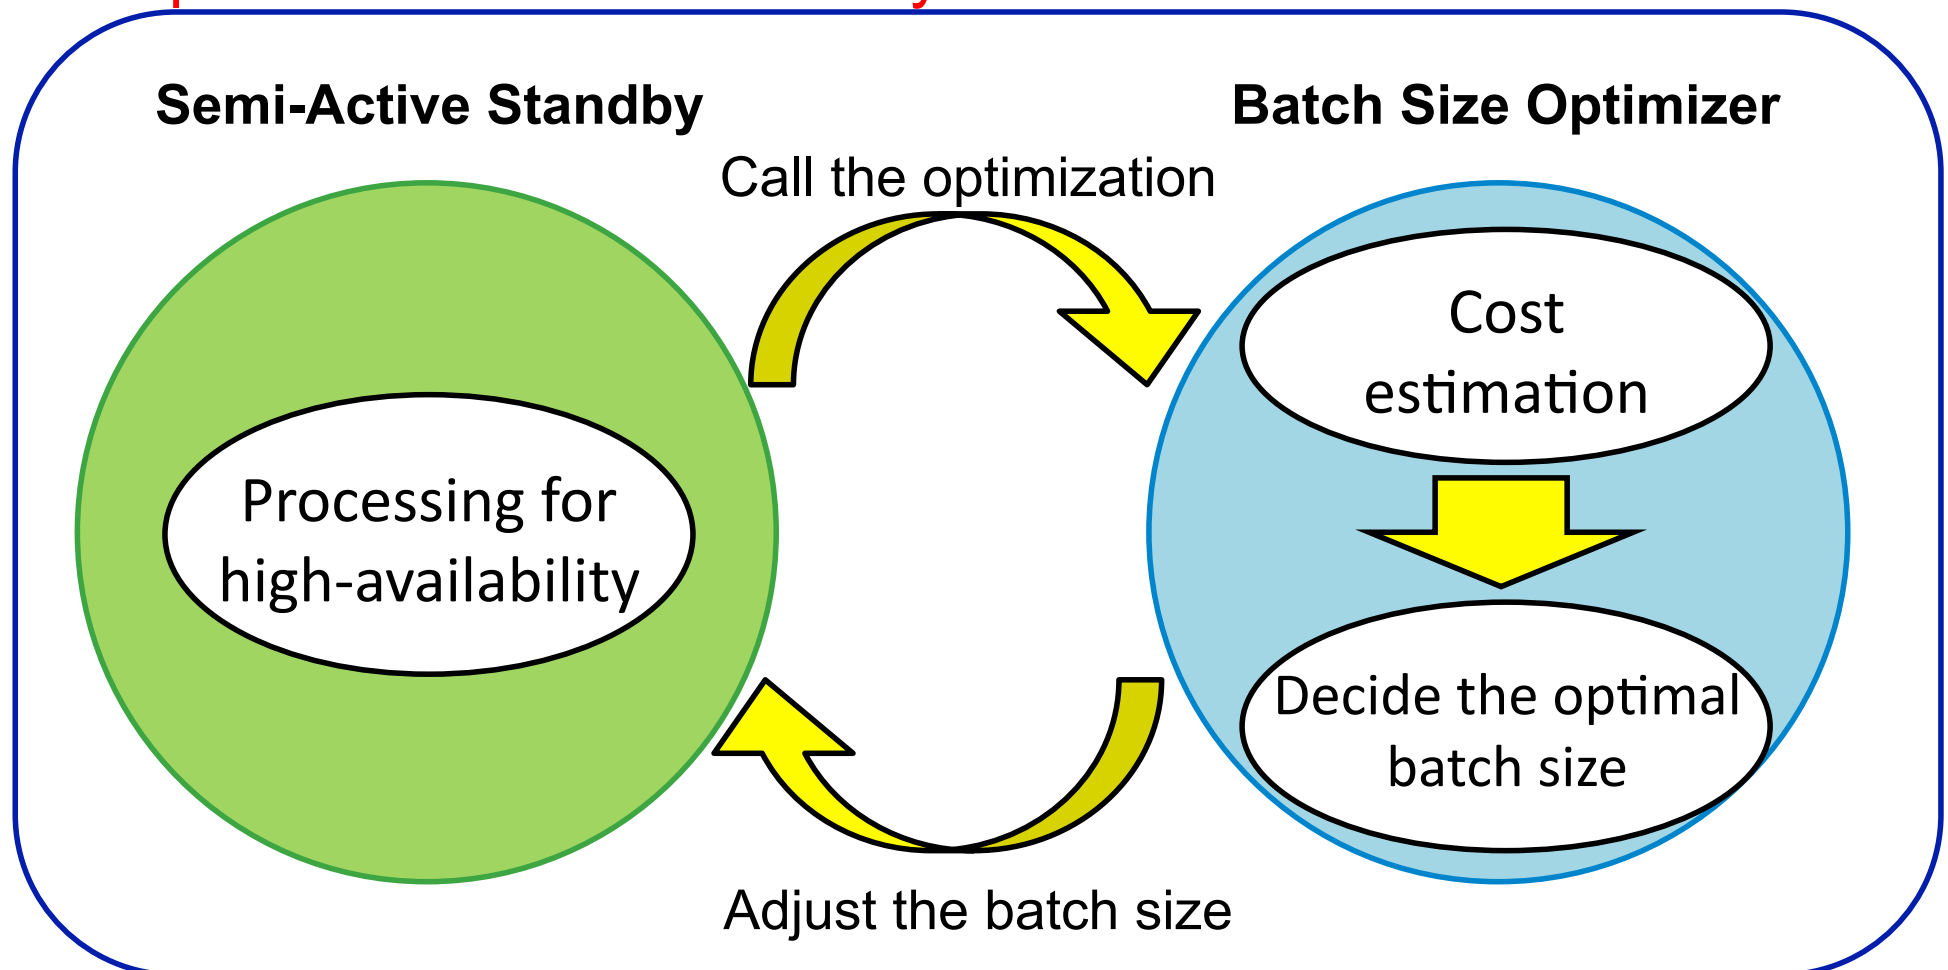 Semi-Active Standby
Batch Size Optimizer
Call the optimization
Cost
estimation
Processing for
high-availability
Decide the optimal
batch size
Adjust the batch size